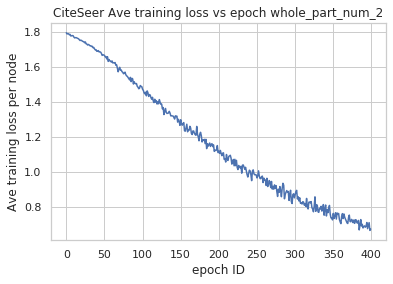 CiteSeer Ave training loss vs epoch whole_part_num_2
1.8
1.6
1.4
1.2
1.0
0.8
Ave training loss per node
0 50 100 150 200 250 300 350 400
epoch ID